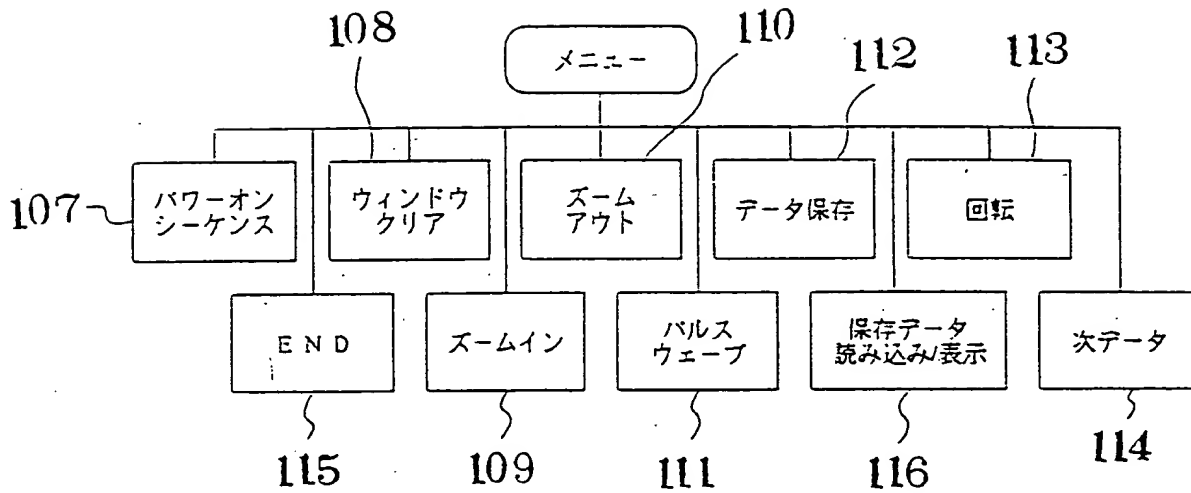 108
メニュー
110
112
113
107
パワーオン
シーケンス
ウィンドウ
クリア
ズーム
アウト
データ保存
回転
END
ズームイン
パルス
ウェーブ
保存データ
読み込み/表示
次データ
115
109
111
116
114